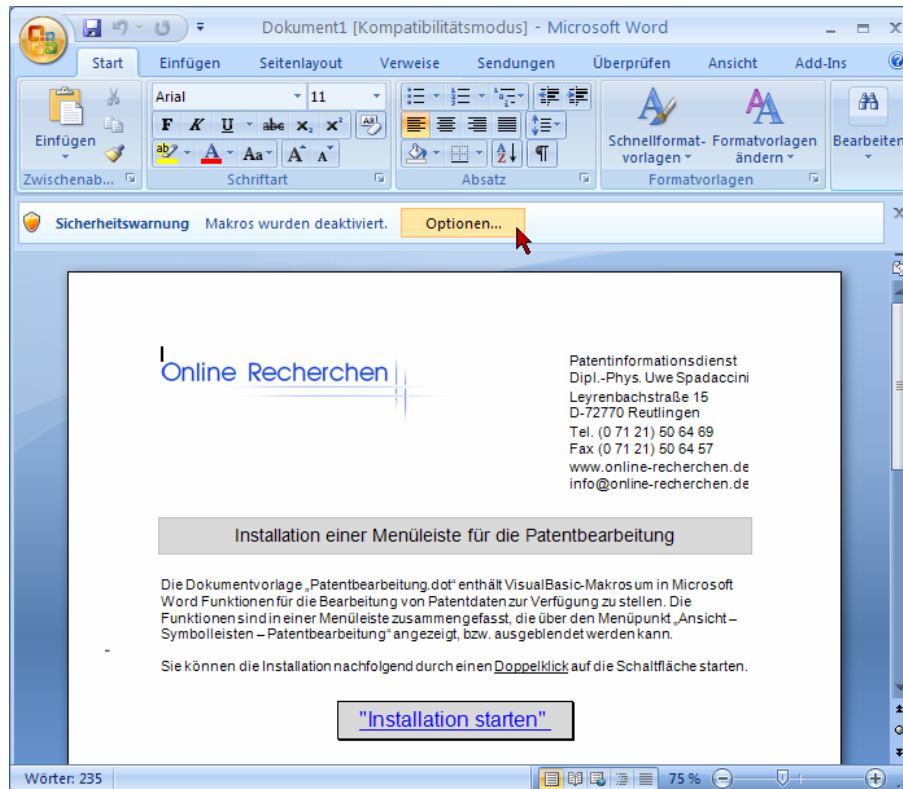 Dokument1 [Kompatibilitätsmodus] - Microsoft Word
Start Einfügen Seitenlayout Verweise Sendungen Überprüfen Ansicht Add-Ins
Arial 11
F K U abe x₂ x²
ab A Aa A A
Einfügen
Schnellformat-vorlagen
Formatvorlagen ändern
Bearbeiten
Zwischenab... Schriftart Absatz Formatvorlagen
Sicherheitswarnung Makros wurden deaktiviert. Optionen...
Online Recherchen
Patentinformationsdienst
Dipl.-Phys. Uwe Spadaccini
Leyrenbachstraße 15
D-72770 Reutlingen
Tel. (0 71 21) 50 64 69
Fax (0 71 21) 50 64 57
www.online-recherchen.de
info@online-recherchen.de
Installation einer Menüleiste für die Patentbearbeitung
Die Dokumentvorlage „Patentbearbeitung.dot“ enthält VisualBasic-Makros um in Microsoft
Word Funktionen für die Bearbeitung von Patentdaten zur Verfügung zu stellen. Die
Funktionen sind in einer Menüleiste zusammengefasst, die über den Menüpunkt „Ansicht –
Symbolleisten – Patentbearbeitung“ angezeigt, bzw. ausgeblendet werden kann.
Sie können die Installation nachfolgend durch einen Doppelklick auf die Schaltfläche starten.
"Installation starten"
Wörter: 235 75 %